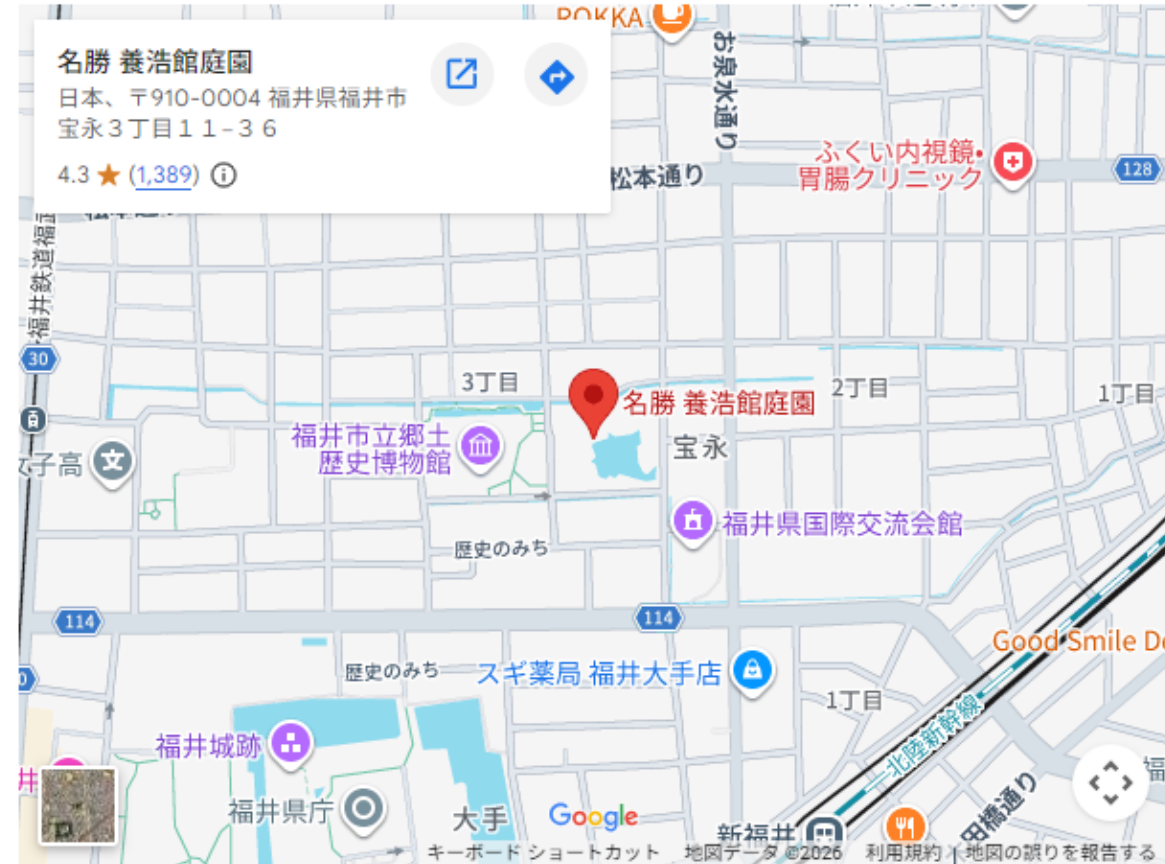 名勝 養浩館庭園
日本、〒910-0004 福井県福井市
宝永３丁目１１−３６
4.3 ★ (1,389)
ROKKA
お泉水通り
松本通り
ふくい内視鏡・
胃腸クリニック
128
福井鉄道福武
30
3丁目
名勝 養浩館庭園
2丁目
1丁目
福井市立郷土
歴史博物館
宝永
女子高
福井県国際交流会館
歴史のみち
114
114
Good Smile De
歴史のみち
スギ薬局 福井大手店
1丁目
北陸新幹線
福井城跡
井
福井県庁
大手
Google
新福井
田橋通り
福
キーボード ショートカット
地図データ ©2026
利用規約
地図の誤りを報告する